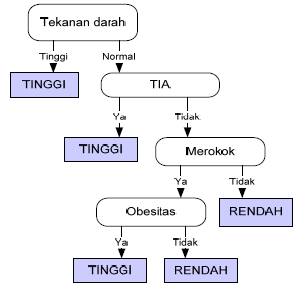 Tekanan darah
Tinggi
Normal
TINGGI
TIA
Ya
Tidak
TINGGI
Merokok
Ya
Tidak
Obesitas
RENDAH
Ya
Tidak
TINGGI
RENDAH